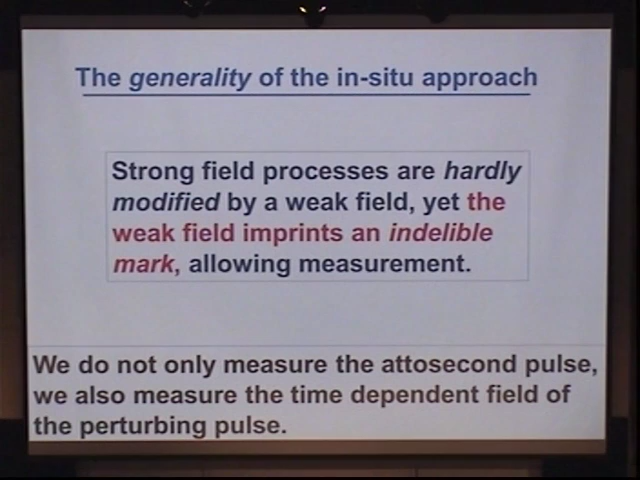 The generality of the in-situ approach
Strong field processes are hardly
modified by a weak field, yet the
weak field imprints an indelible
mark, allowing measurement.
We do not only measure the attosecond pulse,
we also measure the time dependent field of
the perturbing pulse.